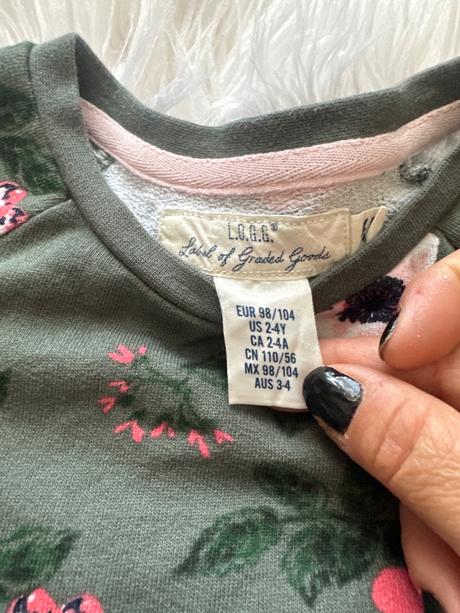 L.O.G.G.®
Label of Graded Goods
EUR 98/104
US 2-4Y
CA 2-4A
CN 110/56
MX 98/104
AUS 3-4